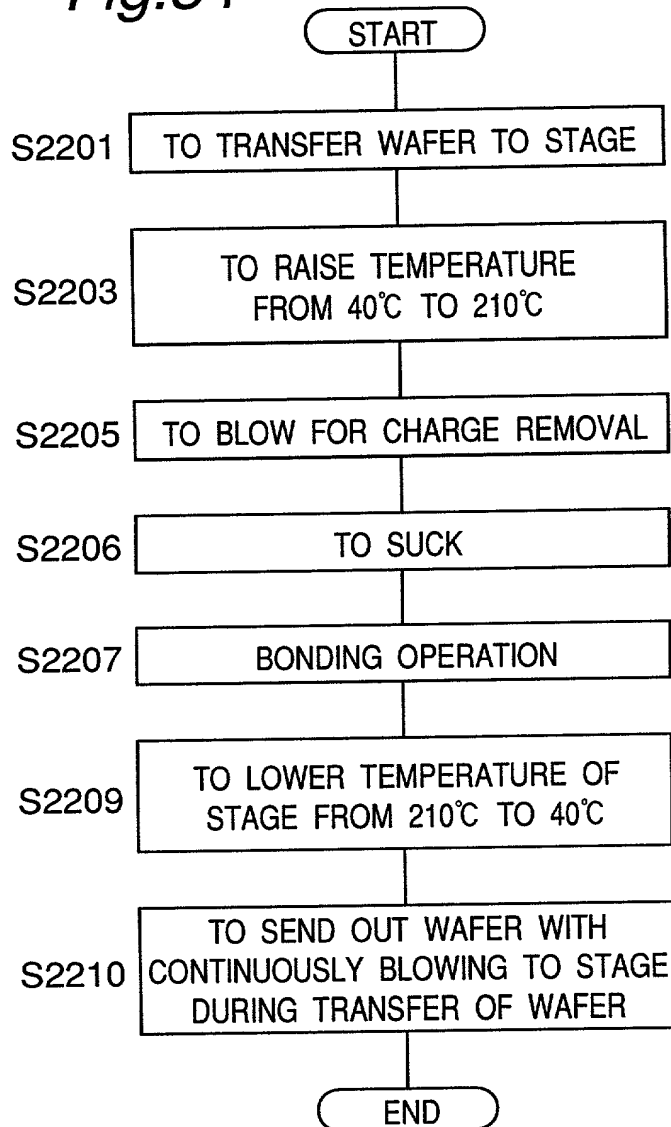 Fig.
START
S2201 TO TRANSFER WAFER TO STAGE
S2203 TO RAISE TEMPERATURE
FROM 40℃ TO 210℃
S2205 TO BLOW FOR CHARGE REMOVAL
S2206 TO SUCK
S2207 BONDING OPERATION
S2209 TO LOWER TEMPERATURE OF
STAGE FROM 210℃ TO 40℃
TO SEND OUT WAFER WITH
S2210 CONTINUOUSLY BLOWING TO STAGE
DURING TRANSFER OF WAFER
END